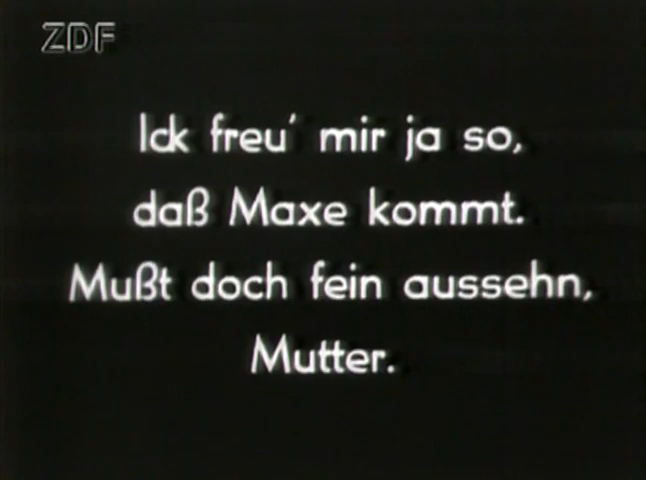 ZDF
Ick freu' mir ja so,
daß Maxe kommt.
Mußt doch fein aussehn,
Mutter.